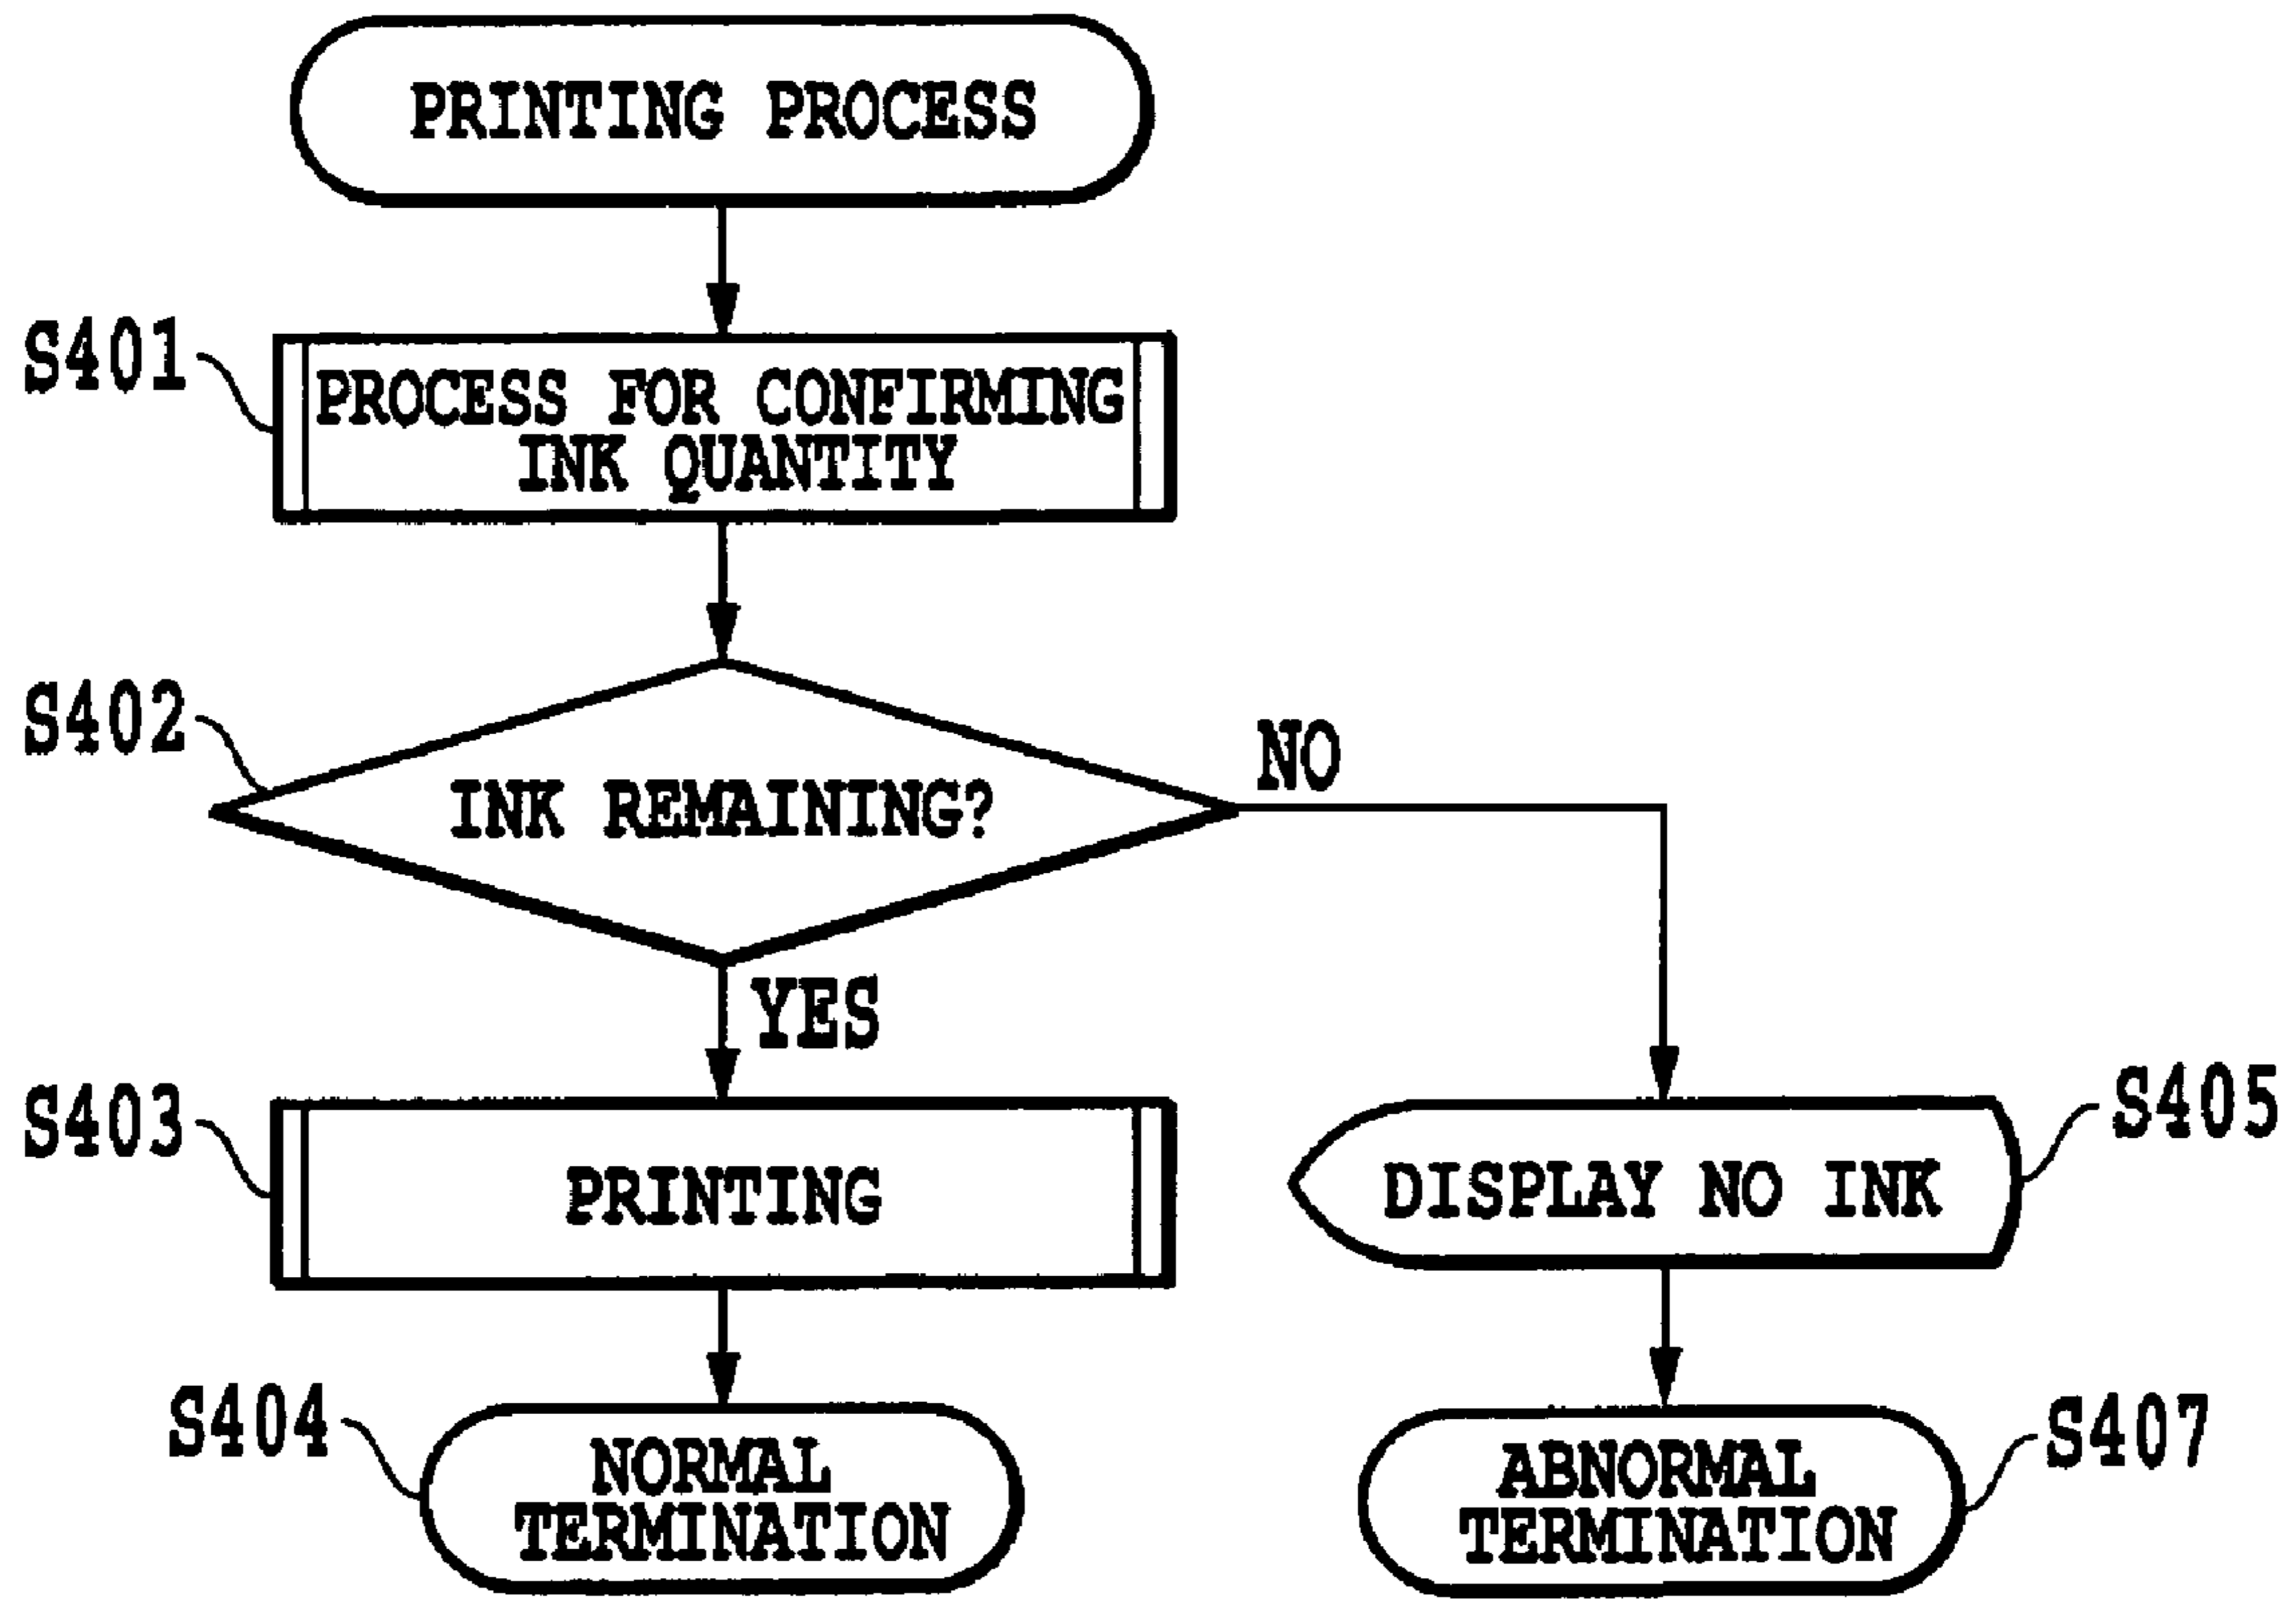 PRINTING PROCESS
S401
PROCESS FOR CONFIRMING
INK QUANTITY
S402
INK REMAINING?
NO
YES
S403
PRINTING
S405
DISPLAY NO INK
S404
NORMAL
TERMINATION
S407
ABNORMAL
TERMINATION